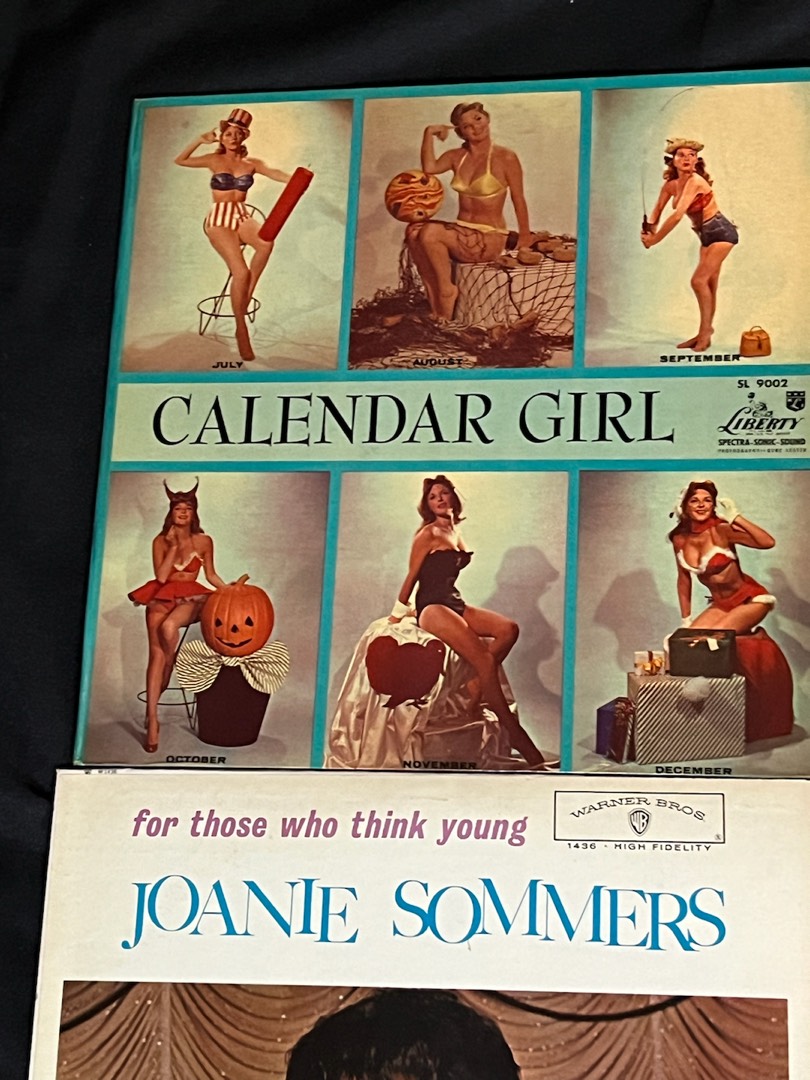 JULY
AUGUST
SEPTEMBER
CALENDAR GIRL
SL 9002
LIBERTY
SPECTRA-SONIC-SOUND
OCTOBER
NOVEMBER
DECEMBER
for those who think young
WARNER BROS.
WB
1436 · HIGH FIDELITY
JOANIE SOMMERS